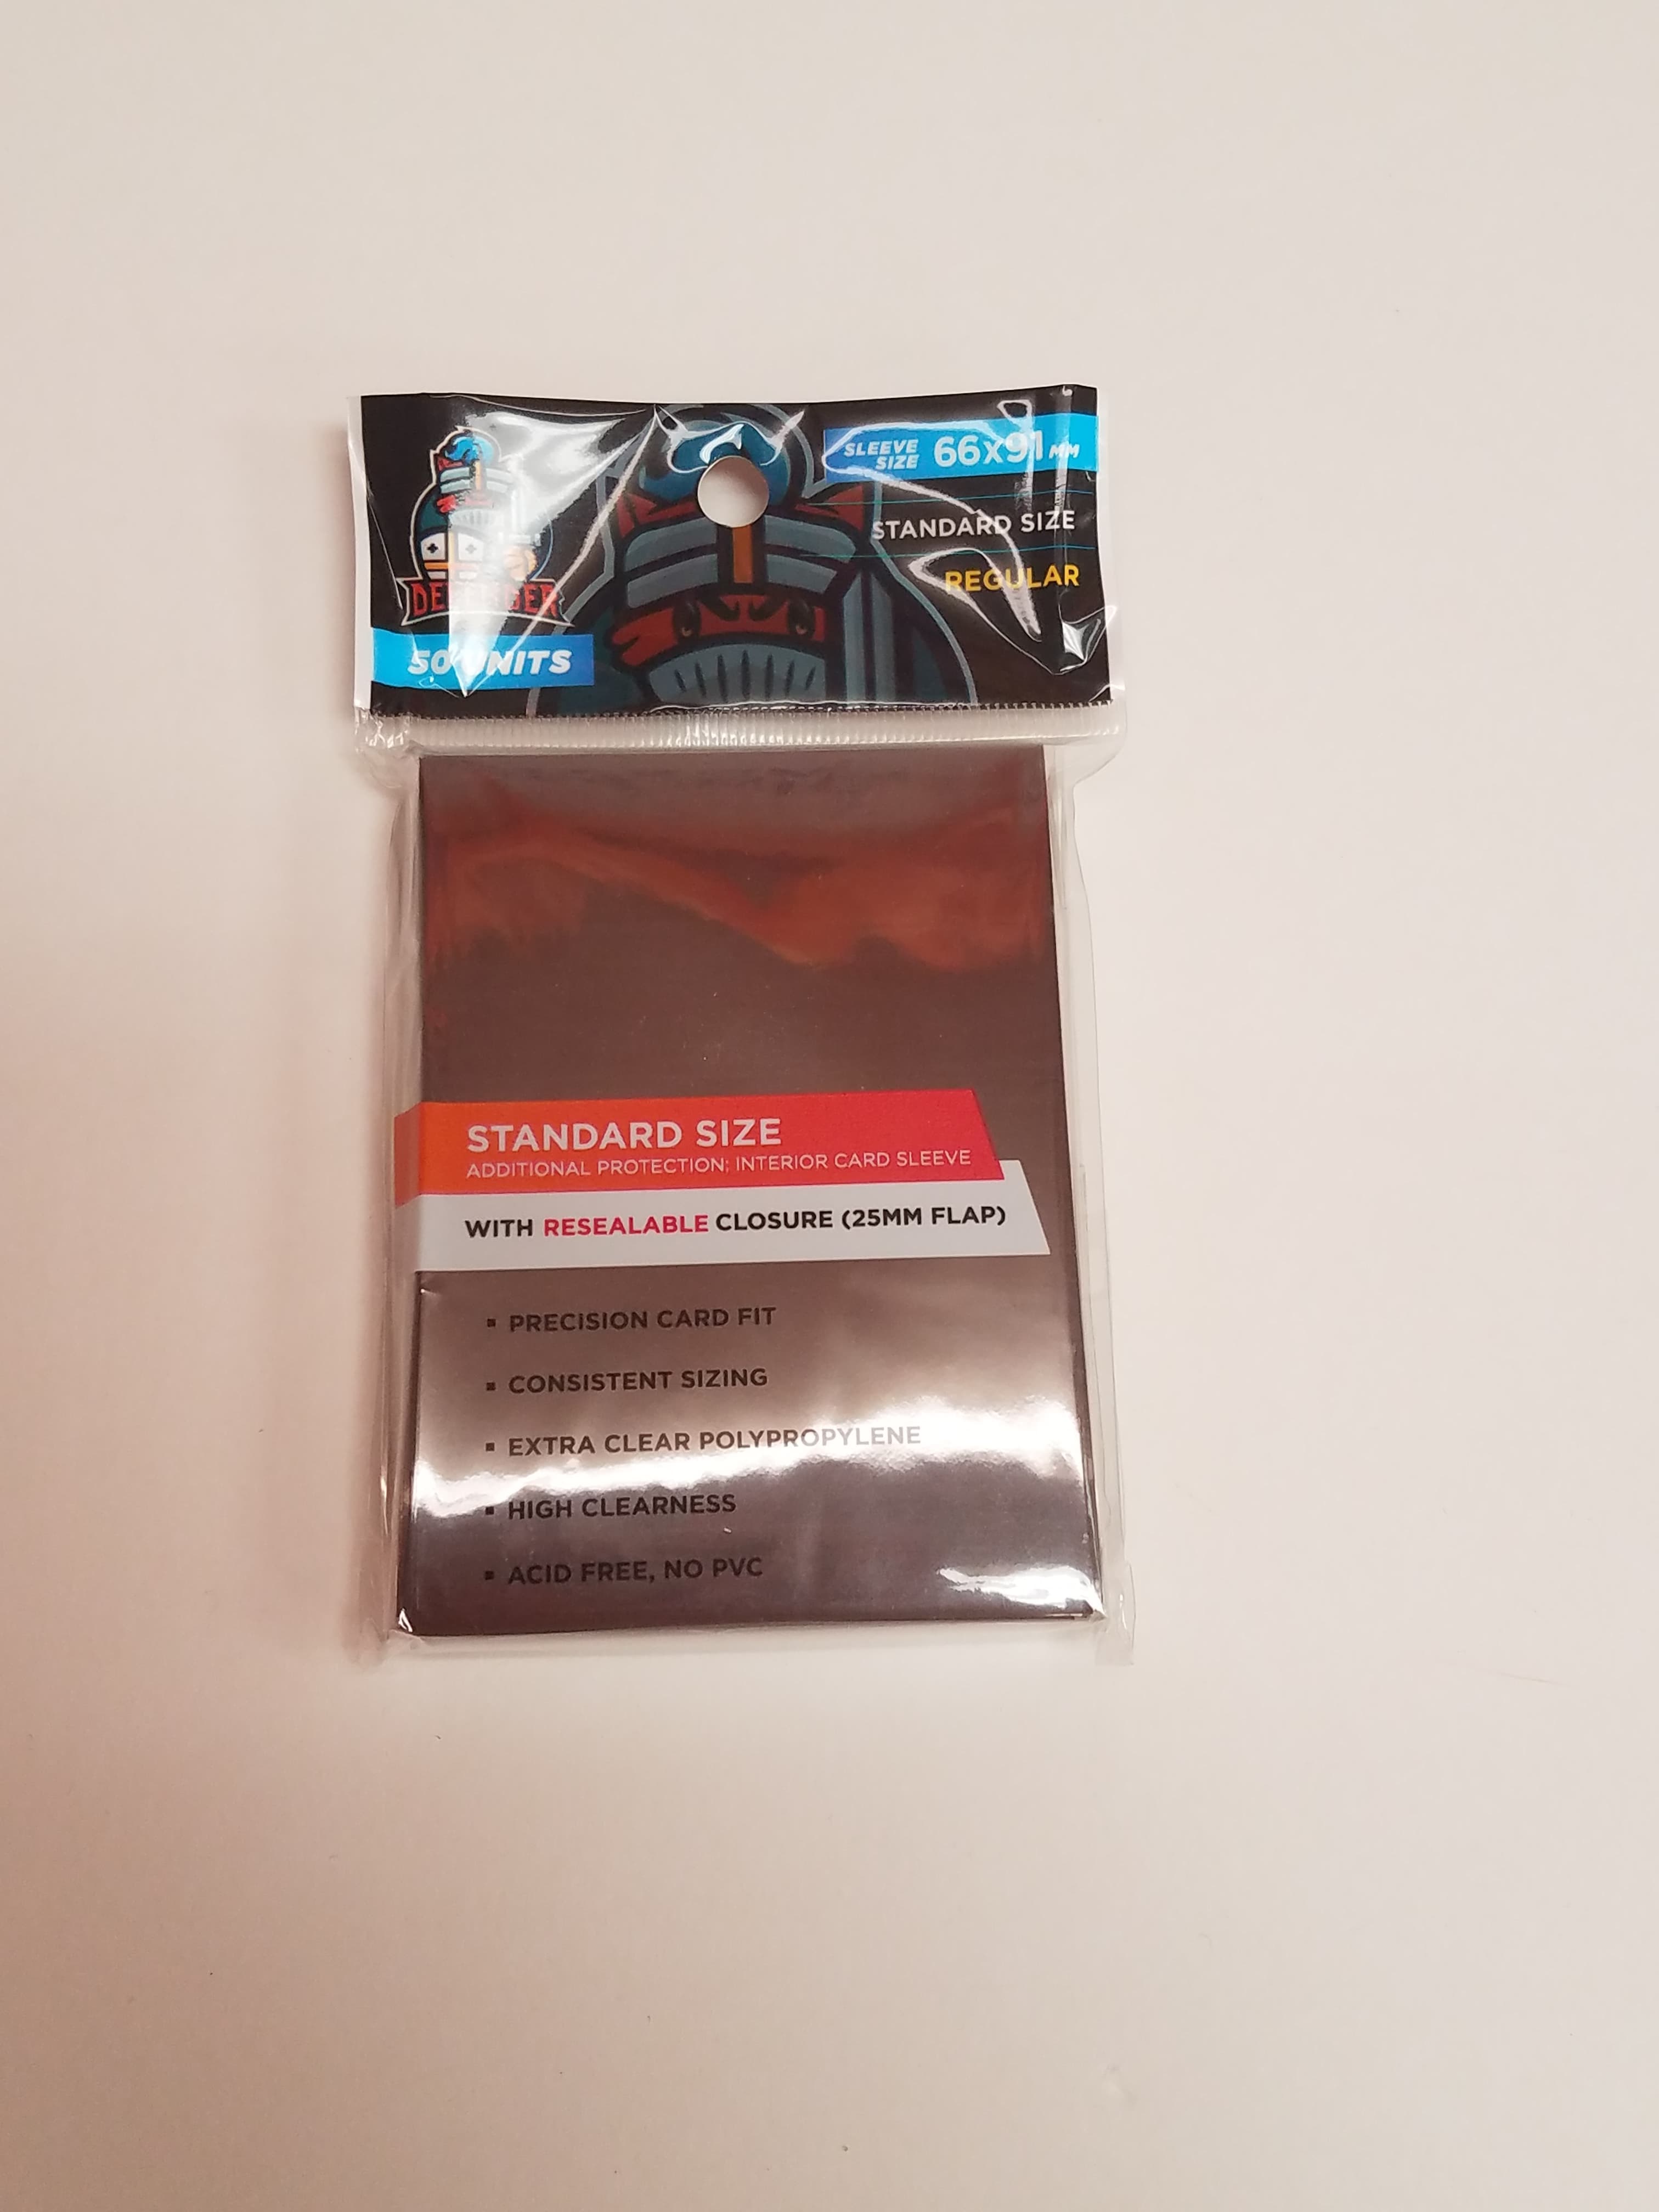 SLEEVE SIZE 66x91 MM
STANDARD SIZE
REGULAR
DEFENDER
50 UNITS
STANDARD SIZE
ADDITIONAL PROTECTION; INTERIOR CARD SLEEVE
WITH RESEALABLE CLOSURE (25MM FLAP)
▪ PRECISION CARD FIT
▪ CONSISTENT SIZING
▪ EXTRA CLEAR POLYPROPYLENE
▪ HIGH CLEARNESS
▪ ACID FREE, NO PVC